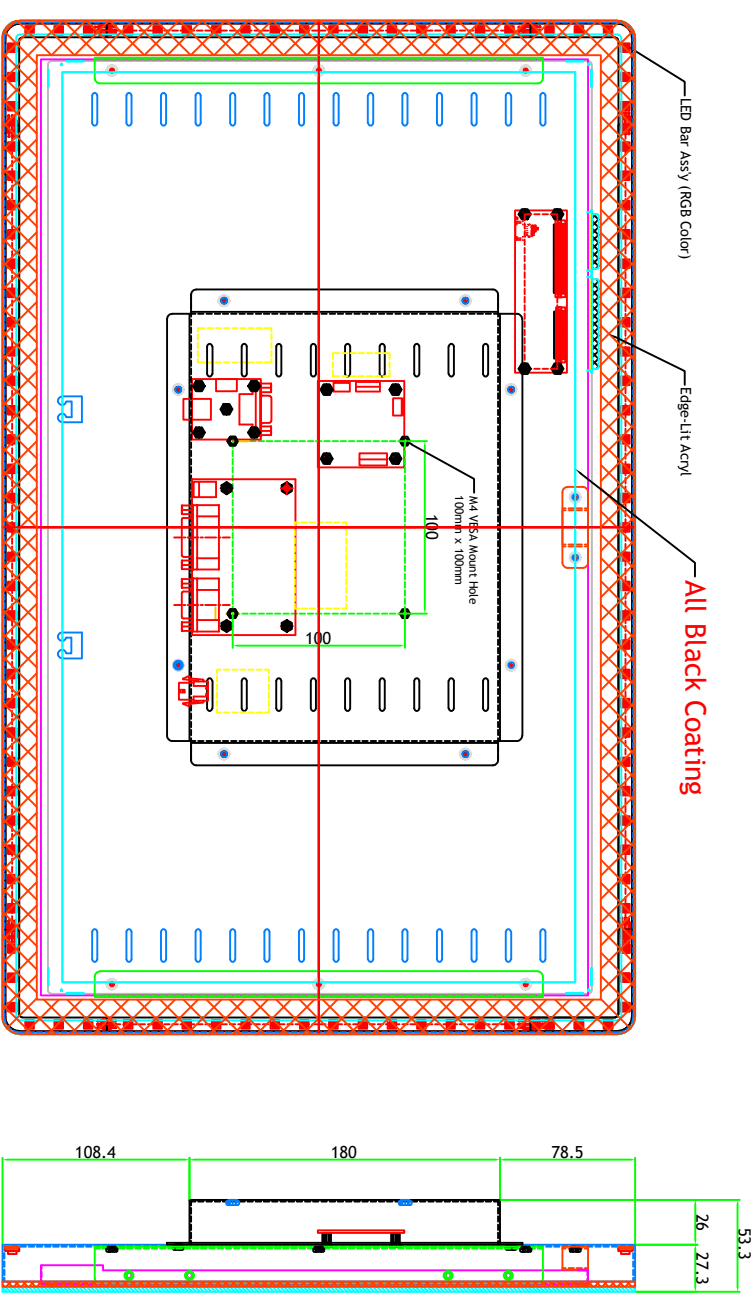 LED Bar Ass'y (RGB Color)
Edge-Lit Acryl
All Black Coating
M4 VESA Mount Hole
100mm x 100mm
100
100
108.4
180
78.5
26
27.3
53.3